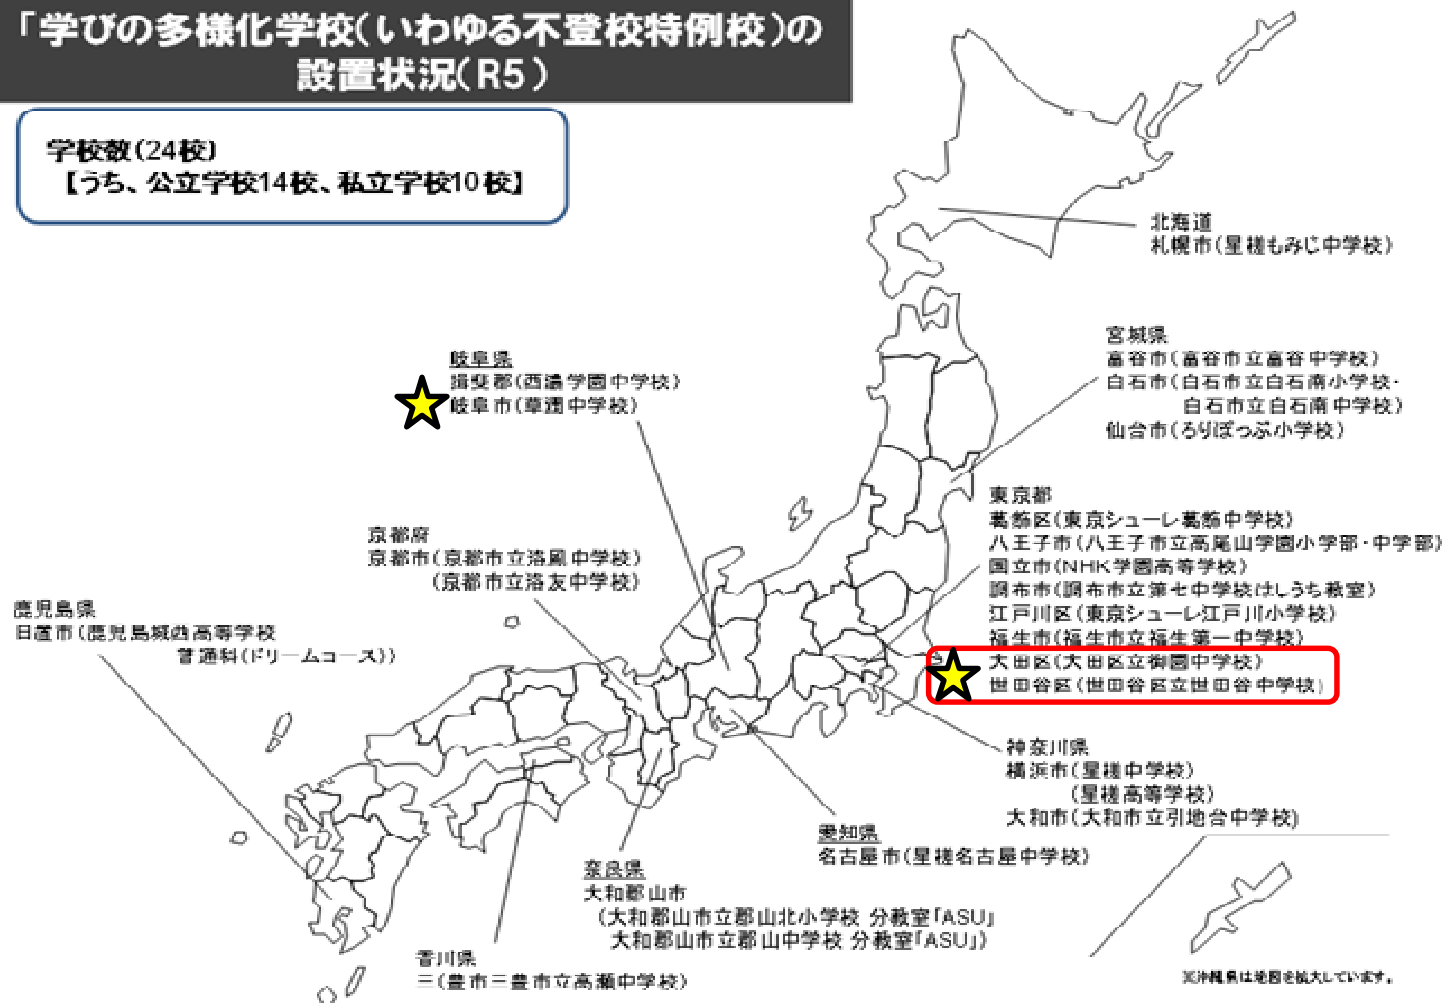 「学びの多様化学校(いわゆる不登校特例校)の
設置状況(R5)
学校数(24校)
【うち、公立学校14校、私立学校10校】
北海道
札幌市(星槎もみじ中学校)
宮城県
富谷市(富谷市立富谷中学校)
白石市(白石市立白石南小学校・
白石市立白石南中学校)
仙台市(ろりぽっぷ小学校)
岐阜県
揖斐郡(西濃学園中学校)
岐阜市(草潤中学校)
東京都
葛飾区(東京シューレ葛飾中学校)
八王子市(八王子市立高尾山学園小学部・中学部)
国立市(NHK学園高等学校)
調布市(調布市立第七中学校はしうち教室)
江戸川区(東京シューレ江戸川小学校)
福生市(福生市立福生第一中学校)
大田区(大田区立御園中学校)
世田谷区(世田谷区立世田谷中学校)
京都府
京都市(京都市立洛風中学校)
(京都市立洛友中学校)
鹿児島県
日置市(鹿児島城西高等学校
普通科(ドリームコース))
神奈川県
横浜市(星槎中学校)
(星槎高等学校)
大和市(大和市立引地台中学校)
愛知県
名古屋市(星槎名古屋中学校)
奈良県
大和郡山市
(大和郡山市立郡山北小学校 分教室「ASU」
大和郡山市立郡山中学校 分教室「ASU」)
香川県
三(豊市三豊市立高瀬中学校)
※沖縄県は地図を拡大しています。